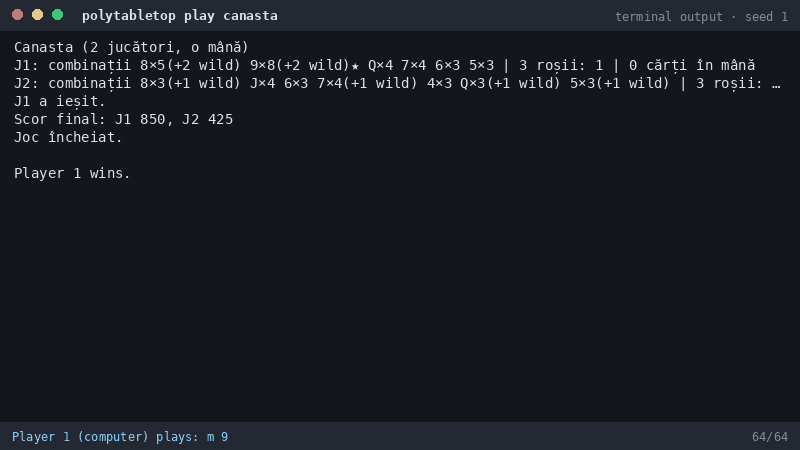 polytabletop play canasta
terminal output · seed 1
Canasta (2 jucători, o mână)
J1: combinații 8×5(+2 wild) 9×8(+2 wild)★ Q×4 7×4 6×3 5×3 | 3 roșii: 1 | 0 cărți în mână
J2: combinații 8×3(+1 wild) J×4 6×3 7×4(+1 wild) 4×3 Q×3(+1 wild) 5×3(+1 wild) | 3 roșii: …
J1 a ieșit.
Scor final: J1 850, J2 425
Joc încheiat.
Player 1 wins.
Player 1 (computer) plays: m 9
64/64